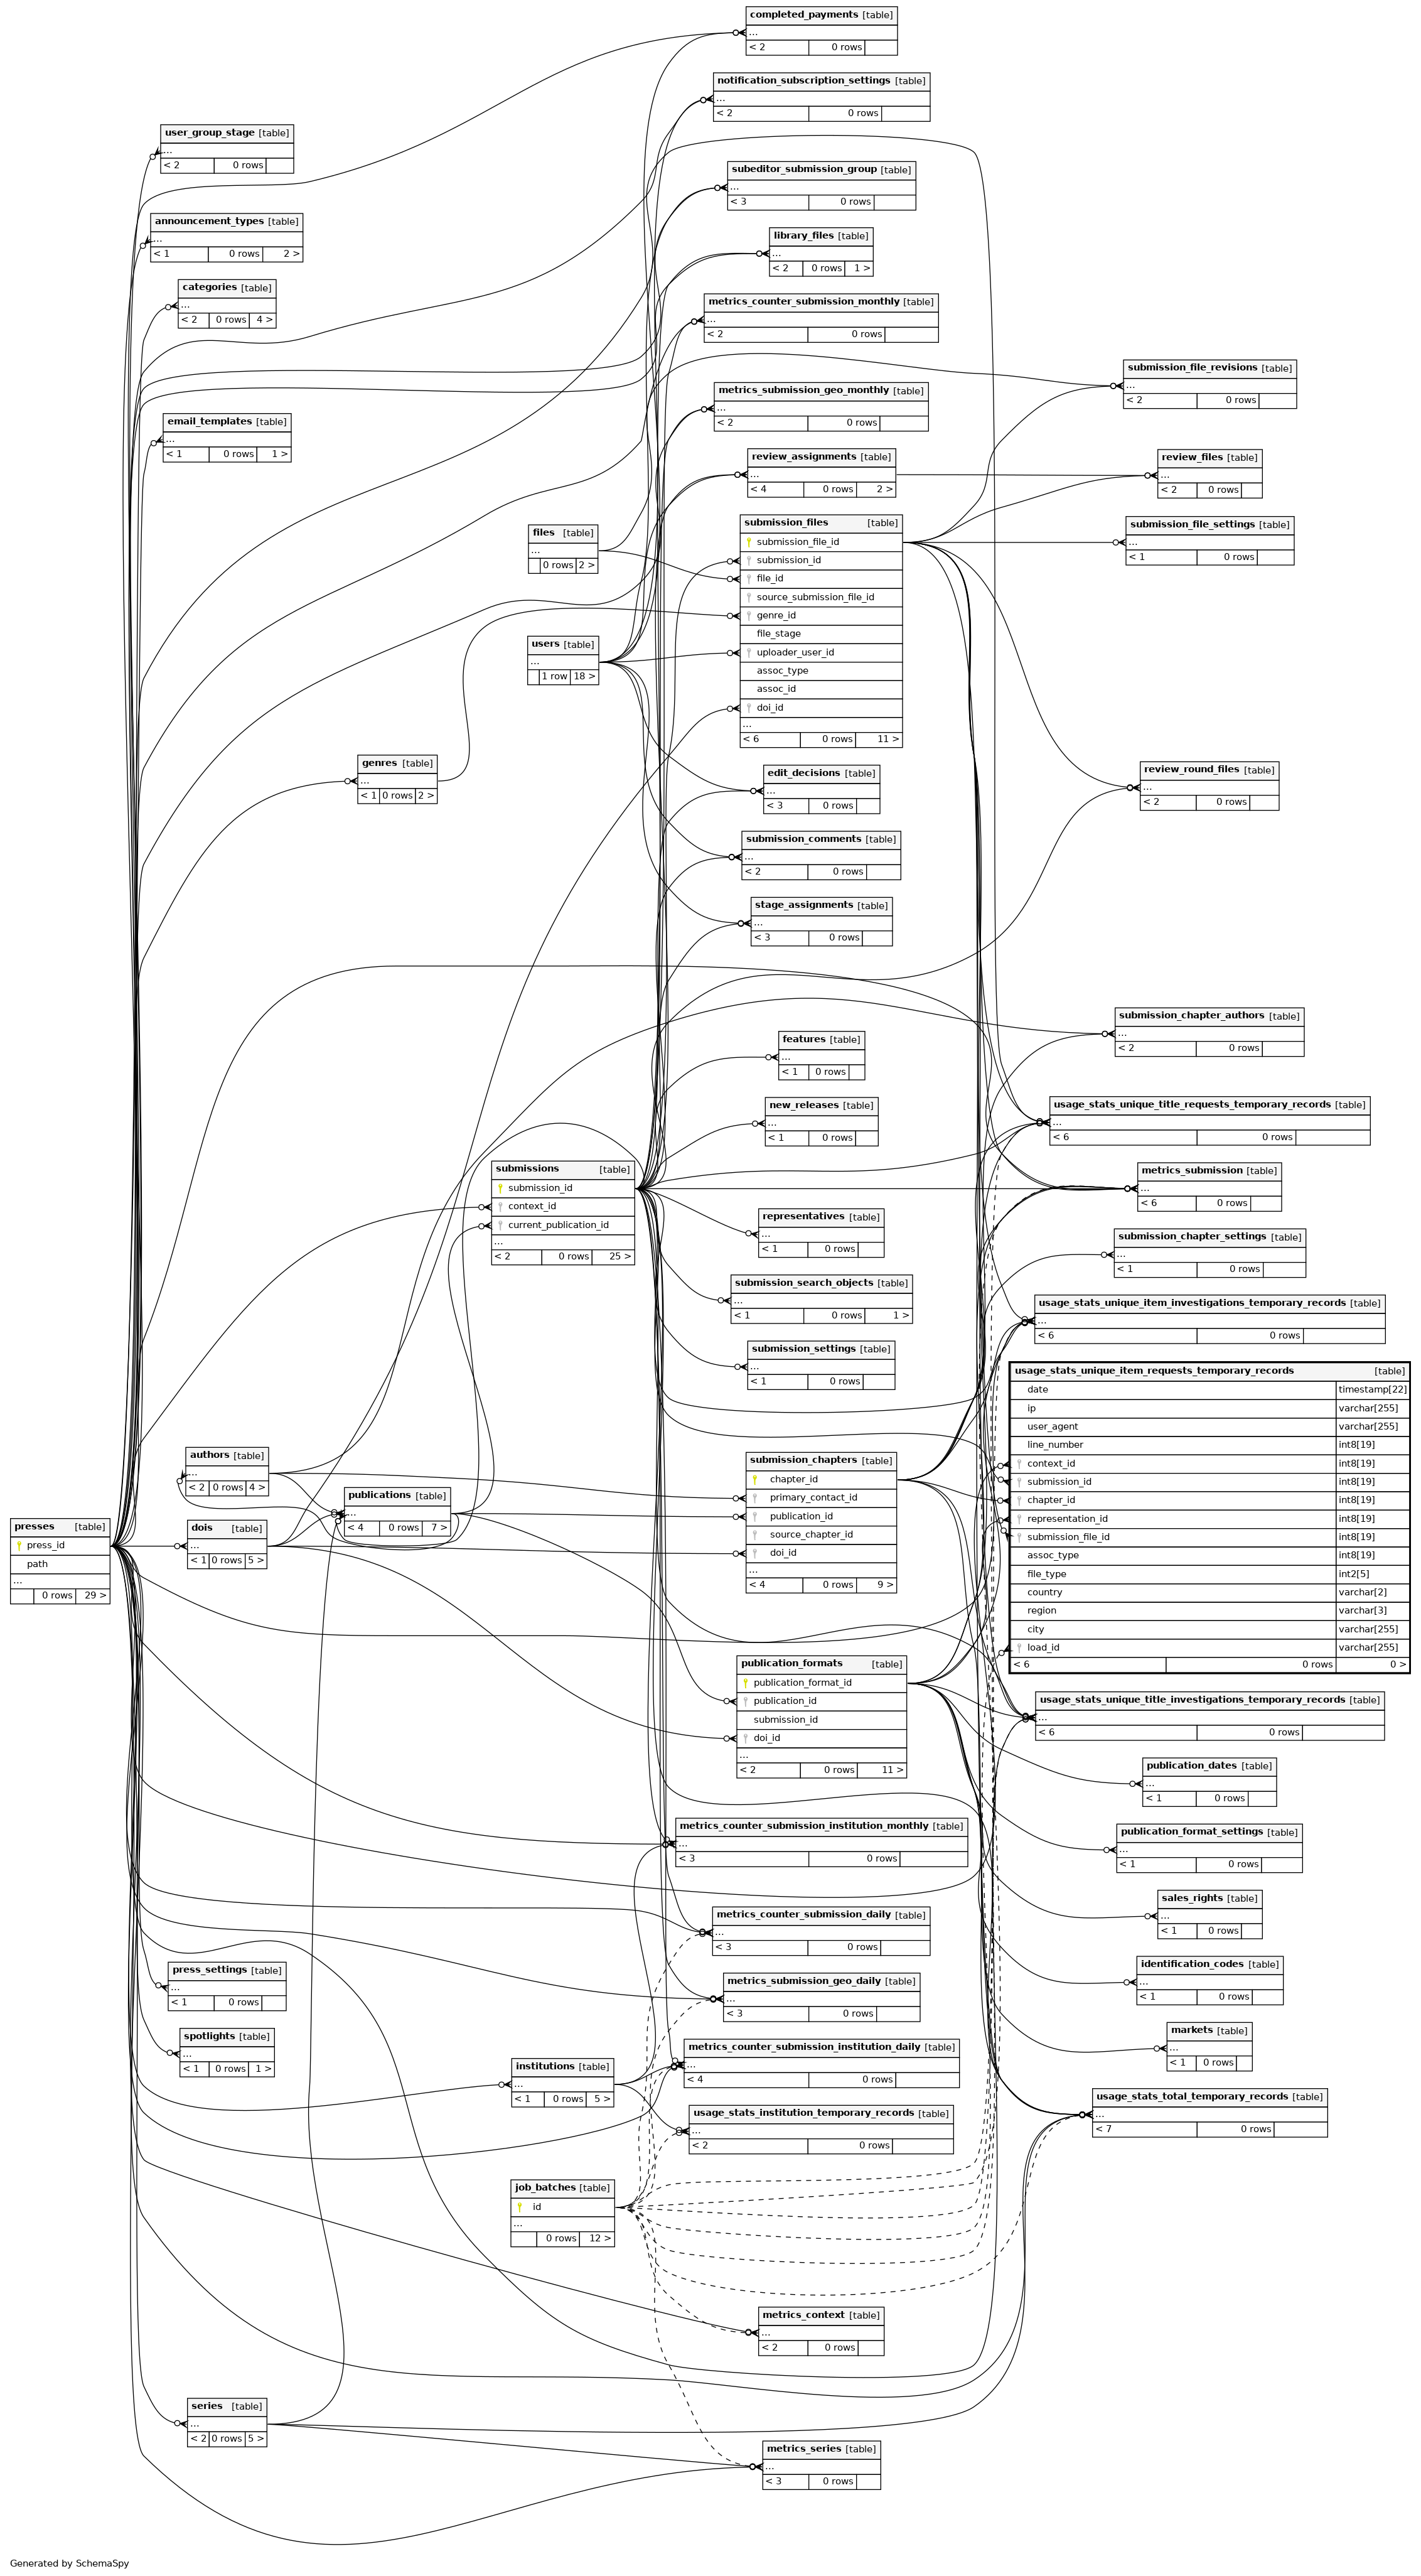 completed_payments [table]
...
< 2 0 rows
notification_subscription_settings [table]
...
< 2 0 rows
user_group_stage [table]
...
< 2 0 rows
subeditor_submission_group [table]
...
< 3 0 rows
announcement_types [table]
...
< 1 0 rows 2 >
library_files [table]
...
< 2 0 rows 1 >
categories [table]
...
< 2 0 rows 4 >
metrics_counter_submission_monthly [table]
...
< 2 0 rows
submission_file_revisions [table]
...
< 2 0 rows
metrics_submission_geo_monthly [table]
...
< 2 0 rows
email_templates [table]
...
< 1 0 rows 1 >
review_assignments [table]
...
< 4 0 rows 2 >
review_files [table]
...
< 2 0 rows
files [table]
...
0 rows 2 >
submission_files [table]
submission_file_id
submission_id
file_id
source_submission_file_id
genre_id
file_stage
uploader_user_id
assoc_type
assoc_id
doi_id
...
< 6 0 rows 11 >
submission_file_settings [table]
...
< 1 0 rows
users [table]
...
1 row 18 >
genres [table]
...
< 1 0 rows 2 >
edit_decisions [table]
...
< 3 0 rows
review_round_files [table]
...
< 2 0 rows
submission_comments [table]
...
< 2 0 rows
stage_assignments [table]
...
< 3 0 rows
submission_chapter_authors [table]
...
< 2 0 rows
features [table]
...
< 1 0 rows
new_releases [table]
...
< 1 0 rows
usage_stats_unique_title_requests_temporary_records [table]
...
< 6 0 rows
submissions [table]
submission_id
context_id
current_publication_id
...
< 2 0 rows 25 >
metrics_submission [table]
...
< 6 0 rows
representatives [table]
...
< 1 0 rows
submission_chapter_settings [table]
...
< 1 0 rows
submission_search_objects [table]
...
< 1 0 rows 1 >
usage_stats_unique_item_investigations_temporary_records [table]
...
< 6 0 rows
submission_settings [table]
...
< 1 0 rows
usage_stats_unique_item_requests_temporary_records [table]
date timestamp[22]
ip varchar[255]
user_agent varchar[255]
line_number int8[19]
context_id int8[19]
submission_id int8[19]
chapter_id int8[19]
representation_id int8[19]
submission_file_id int8[19]
assoc_type int8[19]
file_type int2[5]
country varchar[2]
region varchar[3]
city varchar[255]
load_id varchar[255]
< 6 0 rows 0 >
authors [table]
...
< 2 0 rows 4 >
submission_chapters [table]
chapter_id
primary_contact_id
publication_id
source_chapter_id
doi_id
...
< 4 0 rows 9 >
publications [table]
...
< 4 0 rows 7 >
presses [table]
press_id
path
...
0 rows 29 >
dois [table]
...
< 1 0 rows 5 >
publication_formats [table]
publication_format_id
publication_id
submission_id
doi_id
...
< 2 0 rows 11 >
usage_stats_unique_title_investigations_temporary_records [table]
...
< 6 0 rows
publication_dates [table]
...
< 1 0 rows
metrics_counter_submission_institution_monthly [table]
...
< 3 0 rows
publication_format_settings [table]
...
< 1 0 rows
sales_rights [table]
...
< 1 0 rows
metrics_counter_submission_daily [table]
...
< 3 0 rows
identification_codes [table]
...
< 1 0 rows
press_settings [table]
...
< 1 0 rows
metrics_submission_geo_daily [table]
...
< 3 0 rows
markets [table]
...
< 1 0 rows
spotlights [table]
...
< 1 0 rows 1 >
metrics_counter_submission_institution_daily [table]
...
< 4 0 rows
institutions [table]
...
< 1 0 rows 5 >
usage_stats_total_temporary_records [table]
...
< 7 0 rows
usage_stats_institution_temporary_records [table]
...
< 2 0 rows
job_batches [table]
id
...
0 rows 12 >
metrics_context [table]
...
< 2 0 rows
series [table]
...
< 2 0 rows 5 >
metrics_series [table]
...
< 3 0 rows
Generated by SchemaSpy